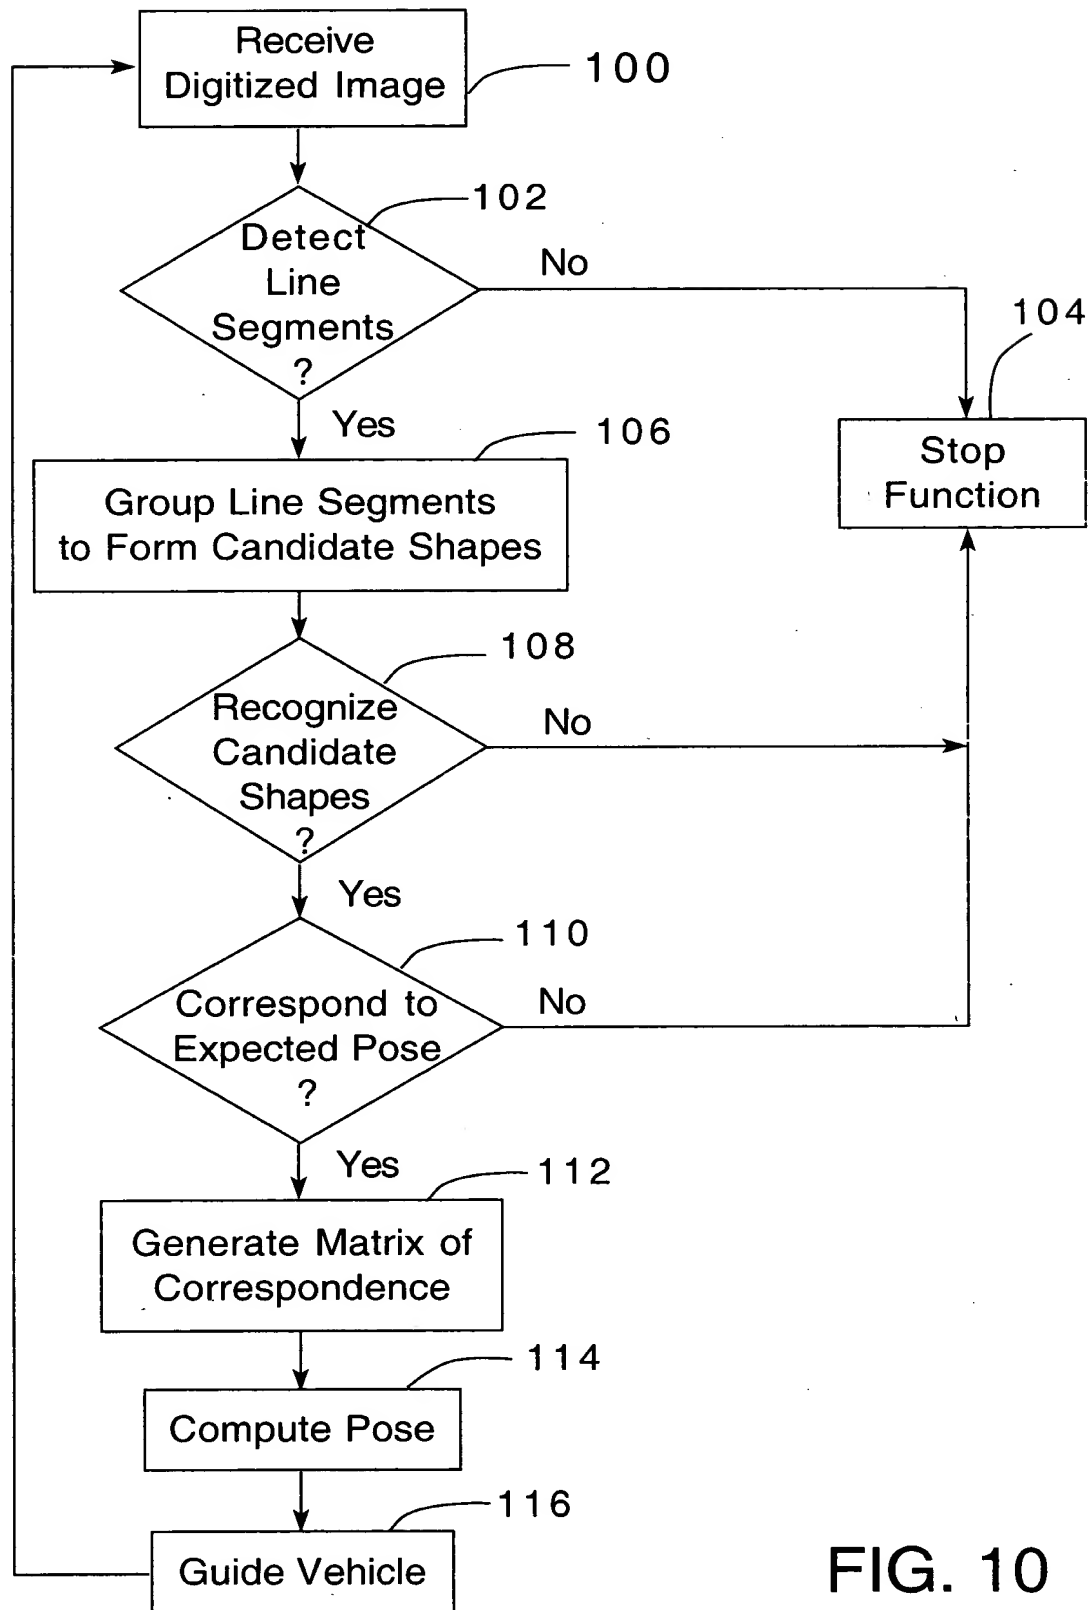 Receive
Digitized Image
100
102
Detect
Line
Segments
?
No
104
Yes
Stop
Function
106
Group Line Segments
to Form Candidate Shapes
108
Recognize
Candidate
Shapes
?
No
Yes
110
Correspond to
Expected Pose
?
No
Yes
112
Generate Matrix of
Correspondence
114
Compute Pose
116
Guide Vehicle
FIG. 10